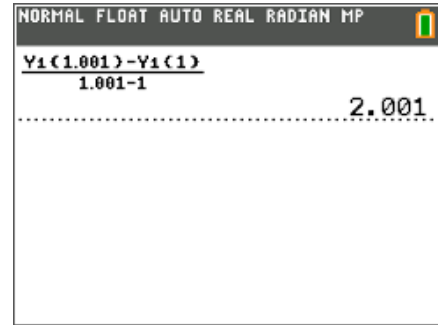 NORMAL FLOAT AUTO REAL RADIAN MP
Y₁(1.001)-Y₁(1)
1.001-1
2.001